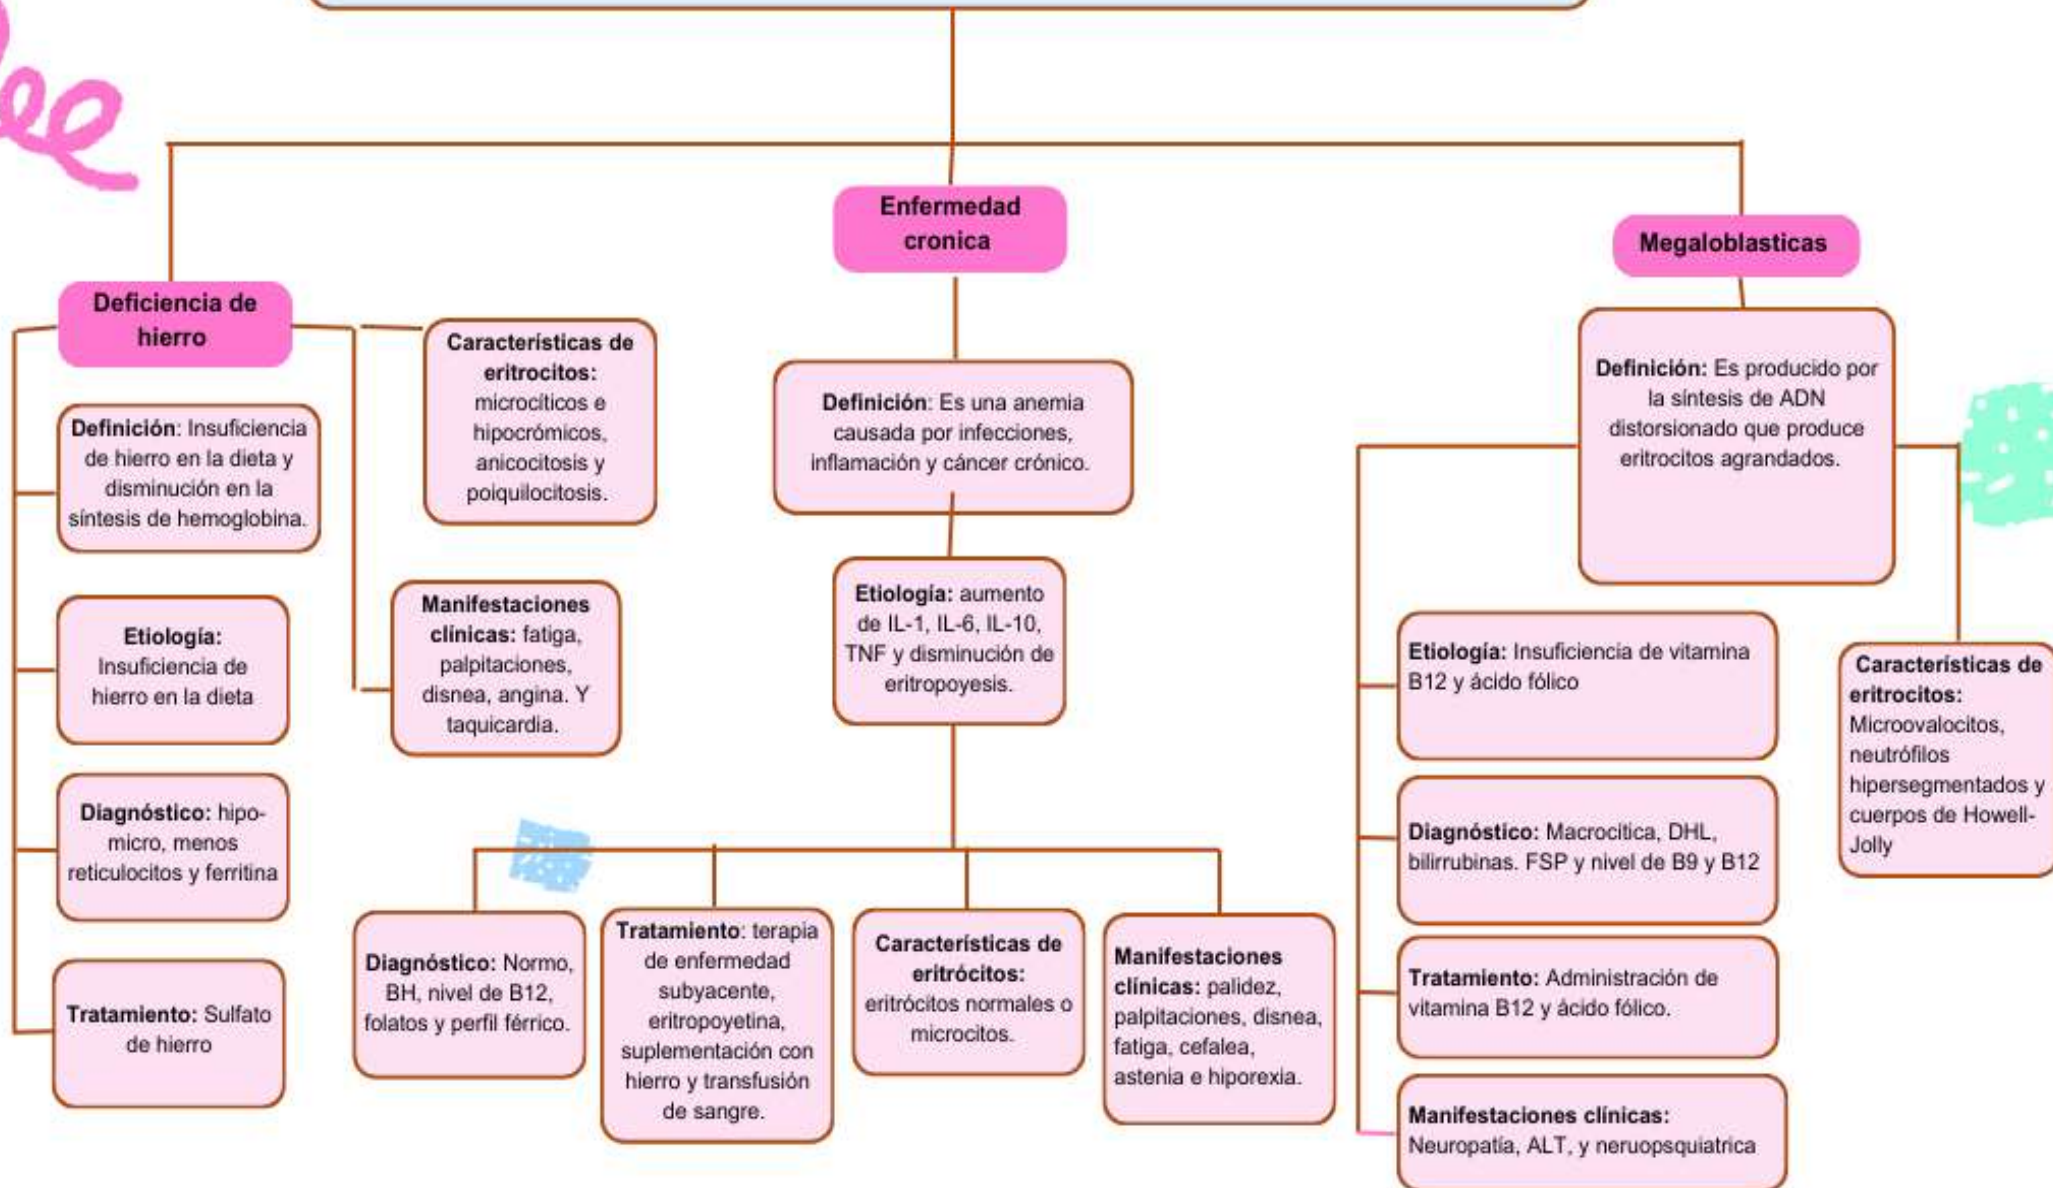 Enfermedad
cronica
Megaloblasticas
Deficiencia de
hierro
Características de
eritrocitos:
microcíticos e
hipocrómicos,
anicocitosis y
poiquilocitosis.
Definición: Insuficiencia
de hierro en la dieta y
disminución en la
síntesis de hemoglobina.
Etiología:
Insuficiencia de
hierro en la dieta
Manifestaciones
clínicas: fatiga,
palpitaciones,
disnea, angina. Y
taquicardia.
Diagnóstico: hipo-
micro, menos
reticulocitos y ferritina
Tratamiento: Sulfato
de hierro
Definición: Es una anemia
causada por infecciones,
inflamación y cáncer crónico.
Etiología: aumento
de IL-1, IL-6, IL-10,
TNF y disminución de
eritropoyesis.
Diagnóstico: Normo,
BH, nivel de B12,
folatos y perfil férrico.
Tratamiento: terapia
de enfermedad
subyacente,
eritropoyetina,
suplementación con
hierro y transfusión
de sangre.
Características de
eritrócitos:
eritrócitos normales o
microcitos.
Manifestaciones
clínicas: palidez,
palpitaciones, disnea,
fatiga, cefalea,
astenia e hiporexia.
Definición: Es producido por
la síntesis de ADN
distorsionado que produce
eritrocitos agrandados.
Etiología: Insuficiencia de vitamina
B12 y ácido fólico
Diagnóstico: Macrocítica, DHL,
bilirrubinas. FSP y nivel de B9 y B12
Tratamiento: Administración de
vitamina B12 y ácido fólico.
Manifestaciones clínicas:
Neuropatía, ALT, y neruopsquiatrica
Características de
eritrocitos:
Microovalocitos,
neutrófilos
hipersegmentados y
cuerpos de Howell-
Jolly